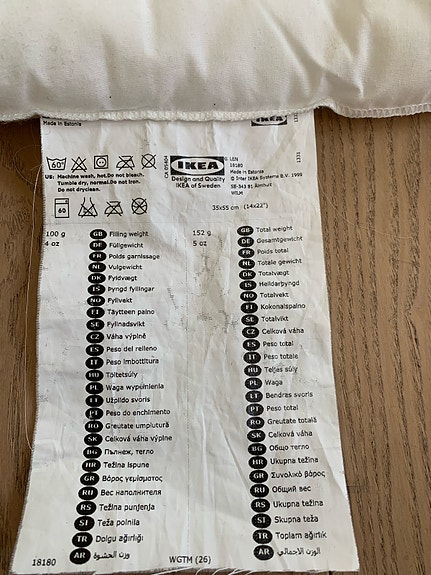 Made in Estonia
60°
US: Machine wash, hot. Do not bleach.
Tumble dry, normal. Do not iron.
Do not dryclean.
60
IKEA
Design and Quality
IKEA of Sweden
LEN
18180
Made in Estonia
© Inter IKEA Systems B.V. 1999
SE-343 81 Älmhult
WILM
1331
35x55 cm (14x22")
100 g
4 oz
GB Filling weight
DE Füllgewicht
FR Poids garnissage
NL Vulgewicht
DK Fyldvægt
IS Þyngd fyllingar
NO Fyllvekt
FI Täytteen paino
SE Fyllnadsvikt
CZ Váha výplně
ES Peso del relleno
IT Peso imbottitura
HU Töltetsúly
PL Waga wypełnienia
LT Užpildo svoris
PT Peso do enchimento
RO Greutate umplutură
SK Celková váha výplne
BG Пълнеж, тегло
HR Težina ispune
GR Βάρος γεμίσματος
RU Вес наполнителя
RS Težina punjenja
SI Teža polnila
TR Dolgu ağırlığı
AR وزن الحشوة
152 g
5 oz
GB Total weight
DE Gesamtgewicht
FR Poids total
NL Totale gewicht
DK Totalvægt
IS Heildarþyngd
NO Totalvekt
FI Kokonaispaino
SE Totalvikt
CZ Celková váha
ES Peso total
IT Peso totale
HU Teljes súly
PL Waga
LT Bendras svoris
PT Peso total
RO Greutate totală
SK Celková váha
BG Общо тегло
HR Ukupna težina
GR Συνολικό βάρος
RU Общий вес
RS Ukupna težina
SI Skupna teža
TR Toplam ağırlık
AR الوزن الاجمالي
18180
WGTM (26)